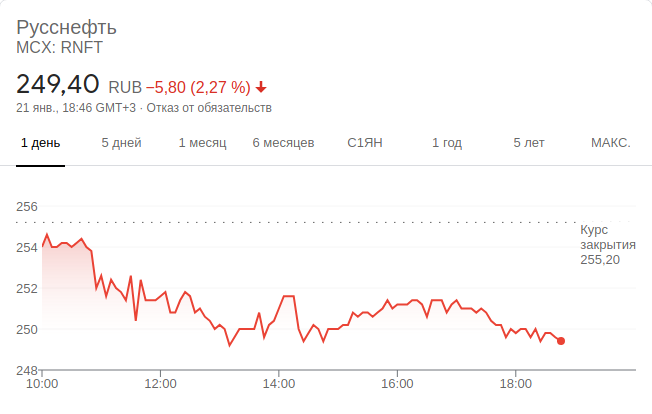 Русснефть
MCX: RNFT
249,40 RUB −5,80 (2,27 %)
21 янв., 18:46 GMT+3 · Отказ от обязательств
1 день 5 дней 1 месяц 6 месяцев С1ЯН 1 год 5 лет МАКС.
256
Курс
закрытия
255,20
254
252
250
248
10:00 12:00 14:00 16:00 18:00